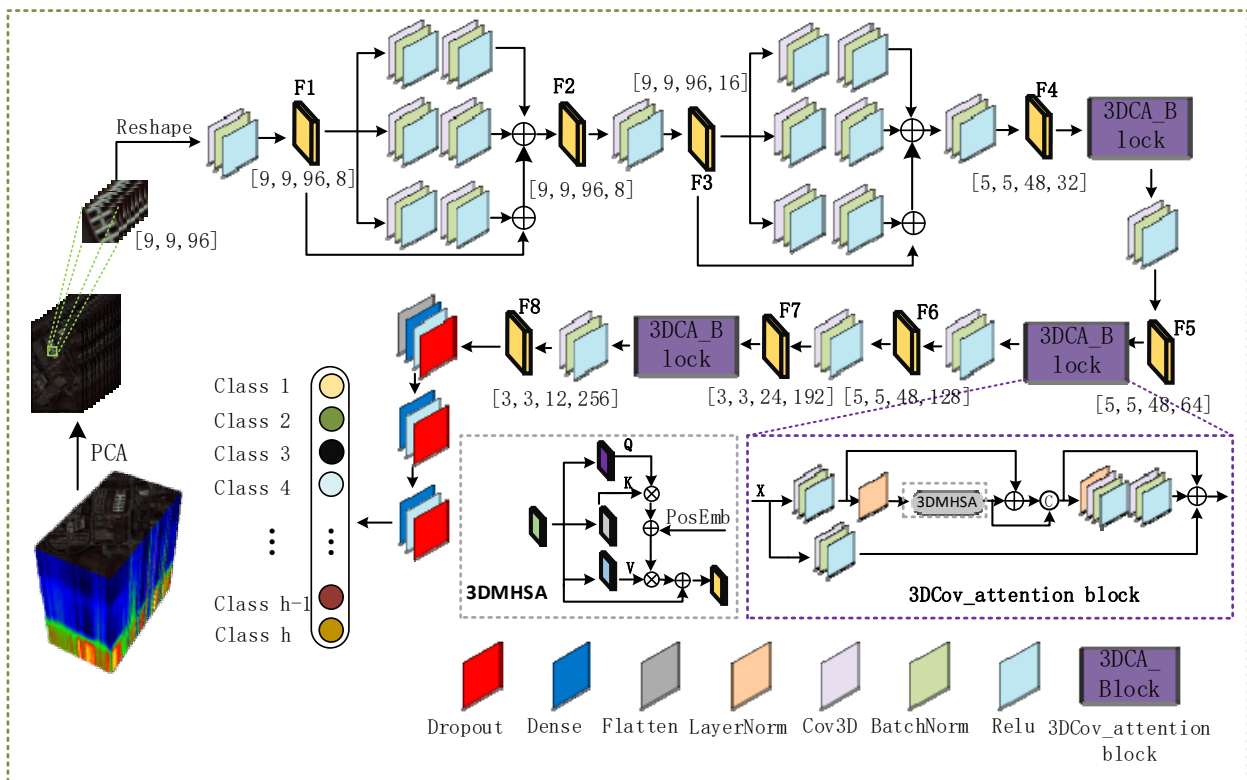 F1
F2
[9,9,96,16]
F4
3DCA_B
lock
Reshape
[9,9,96,8]
[9,9,96,8]
F3
[5,5,48,32]
[9,9,96]
F8
F7
F6
F5
3DCA_B
lock
3DCA_B
lock
[3,3,12,256]
[3,3,24,192]
[5,5,48,128]
[5,5,48,64]
PCA
Class 1
Class 2
Class 3
Class 4
Class h-1
Class h
Q
K
V
PosEmb
3DMHSA
X
3DMHSA
C
3DCov_attention block
3DCA_
Block
Dropout
Dense
Flatten
LayerNorm
Cov3D
BatchNorm
Relu
3DCov_attention
block